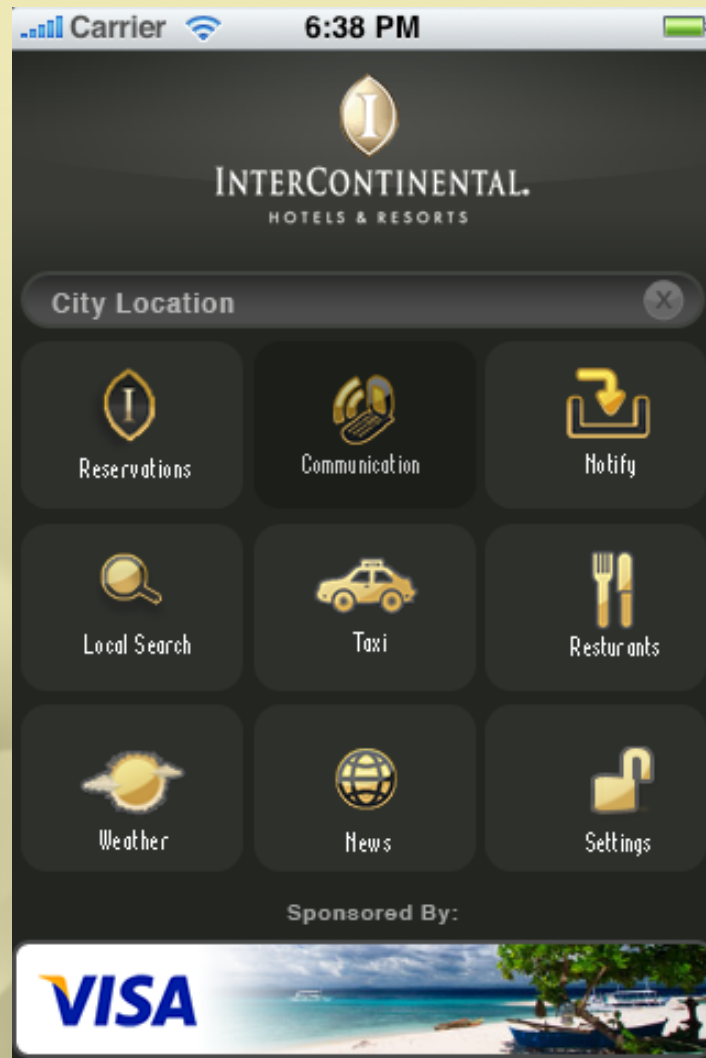 Carrier 6:38 PM
I
INTERCONTINENTAL.
HOTELS & RESORTS
City Location
X
I
Reservations Communication Notify
Local Search Taxi Resturants
Weather News Settings
Sponsored By:
VISA